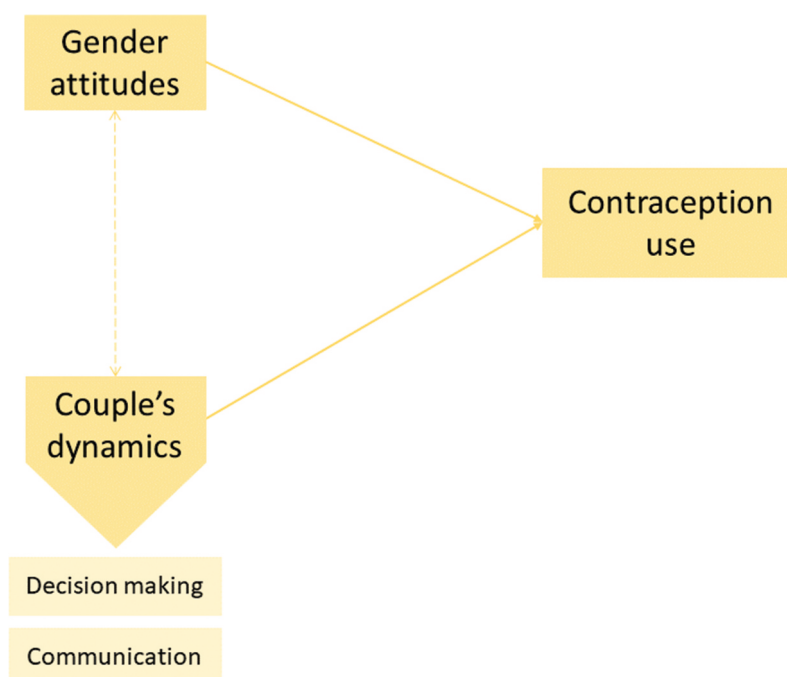 Gender
attitudes
Contraception
use
Couple’s
dynamics
Decision making
Communication